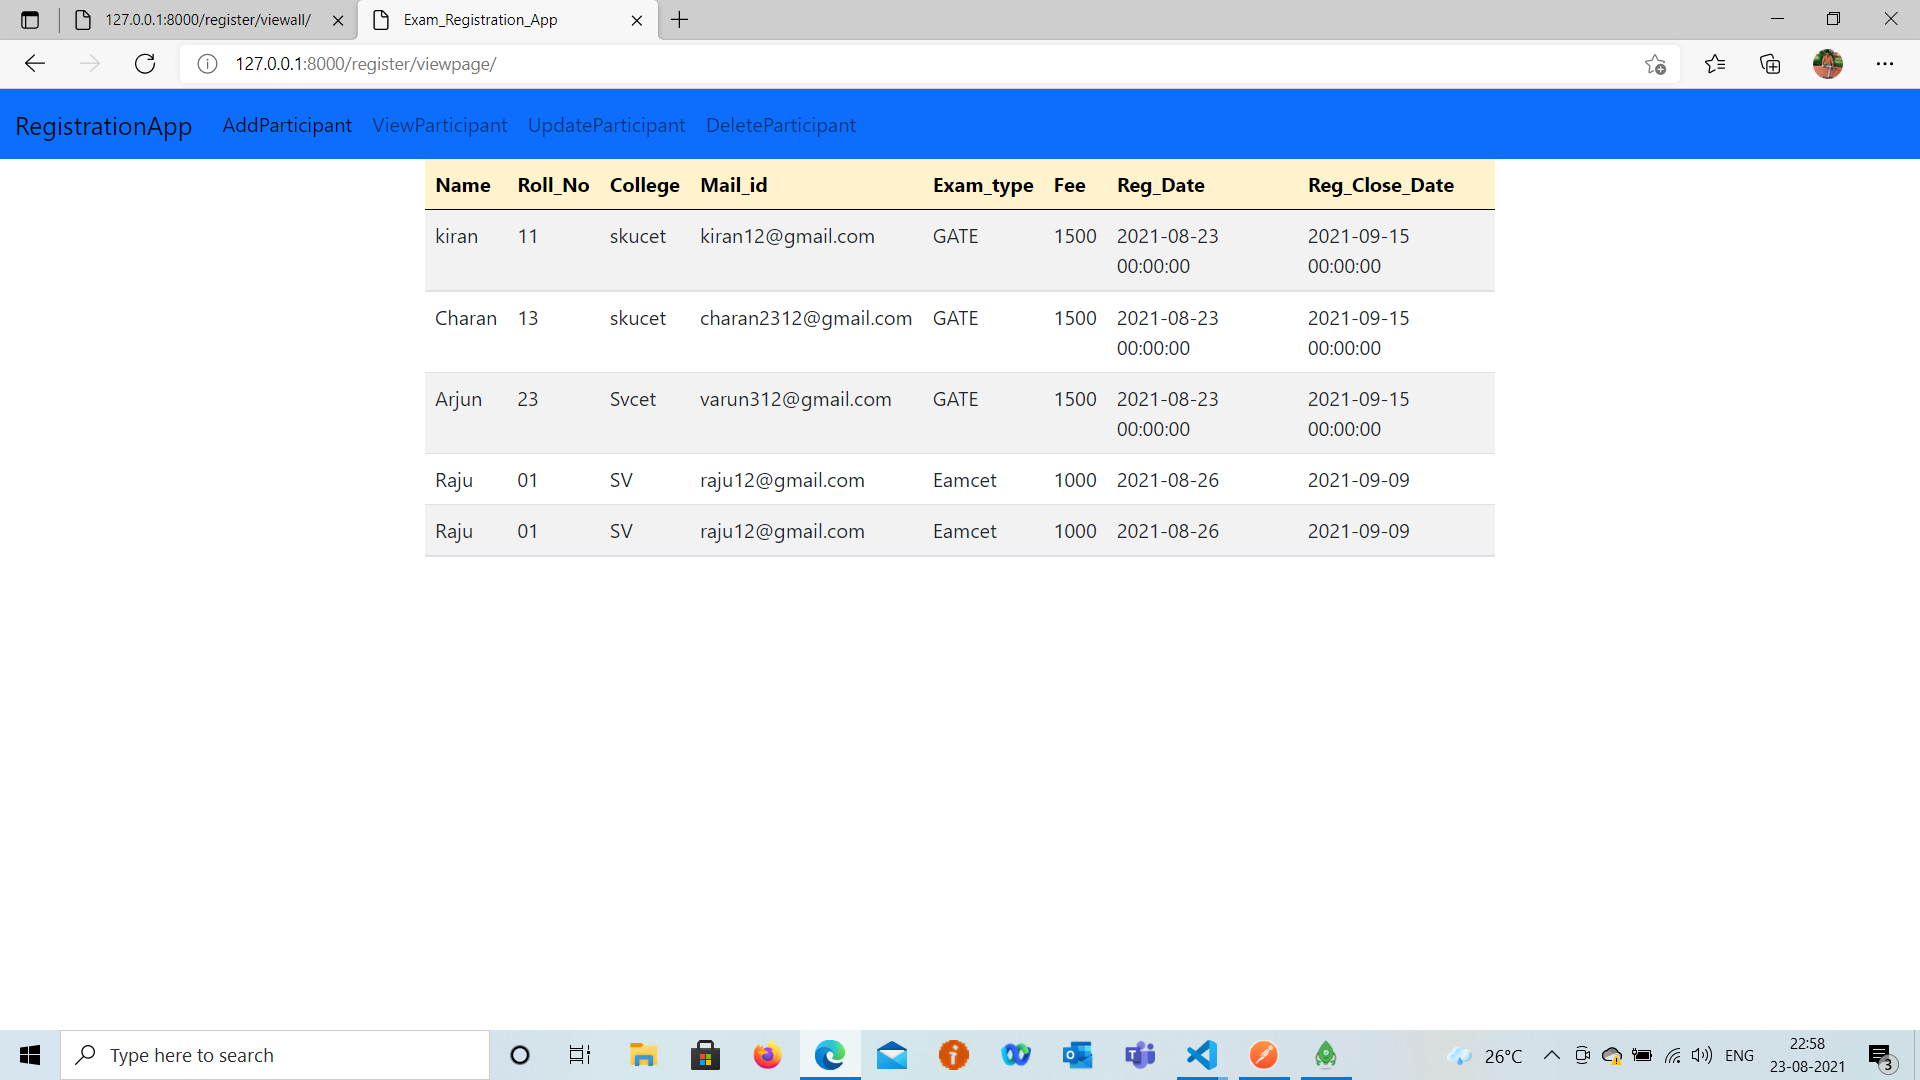 127.0.0.1:8000/register/viewall/
Exam_Registration_App
127.0.0.1:8000/register/viewpage/
RegistrationApp AddParticipant ViewParticipant UpdateParticipant DeleteParticipant
Name Roll_No College Mail_id Exam_type Fee Reg_Date Reg_Close_Date
kiran 11 skucet kiran12@gmail.com GATE 1500 2021-08-23 2021-09-15
00:00:00 00:00:00
Charan 13 skucet charan2312@gmail.com GATE 1500 2021-08-23 2021-09-15
00:00:00 00:00:00
Arjun 23 Svcet varun312@gmail.com GATE 1500 2021-08-23 2021-09-15
00:00:00 00:00:00
Raju 01 SV raju12@gmail.com Eamcet 1000 2021-08-26 2021-09-09
Raju 01 SV raju12@gmail.com Eamcet 1000 2021-08-26 2021-09-09
Type here to search
26°C
ENG
22:58
23-08-2021
3